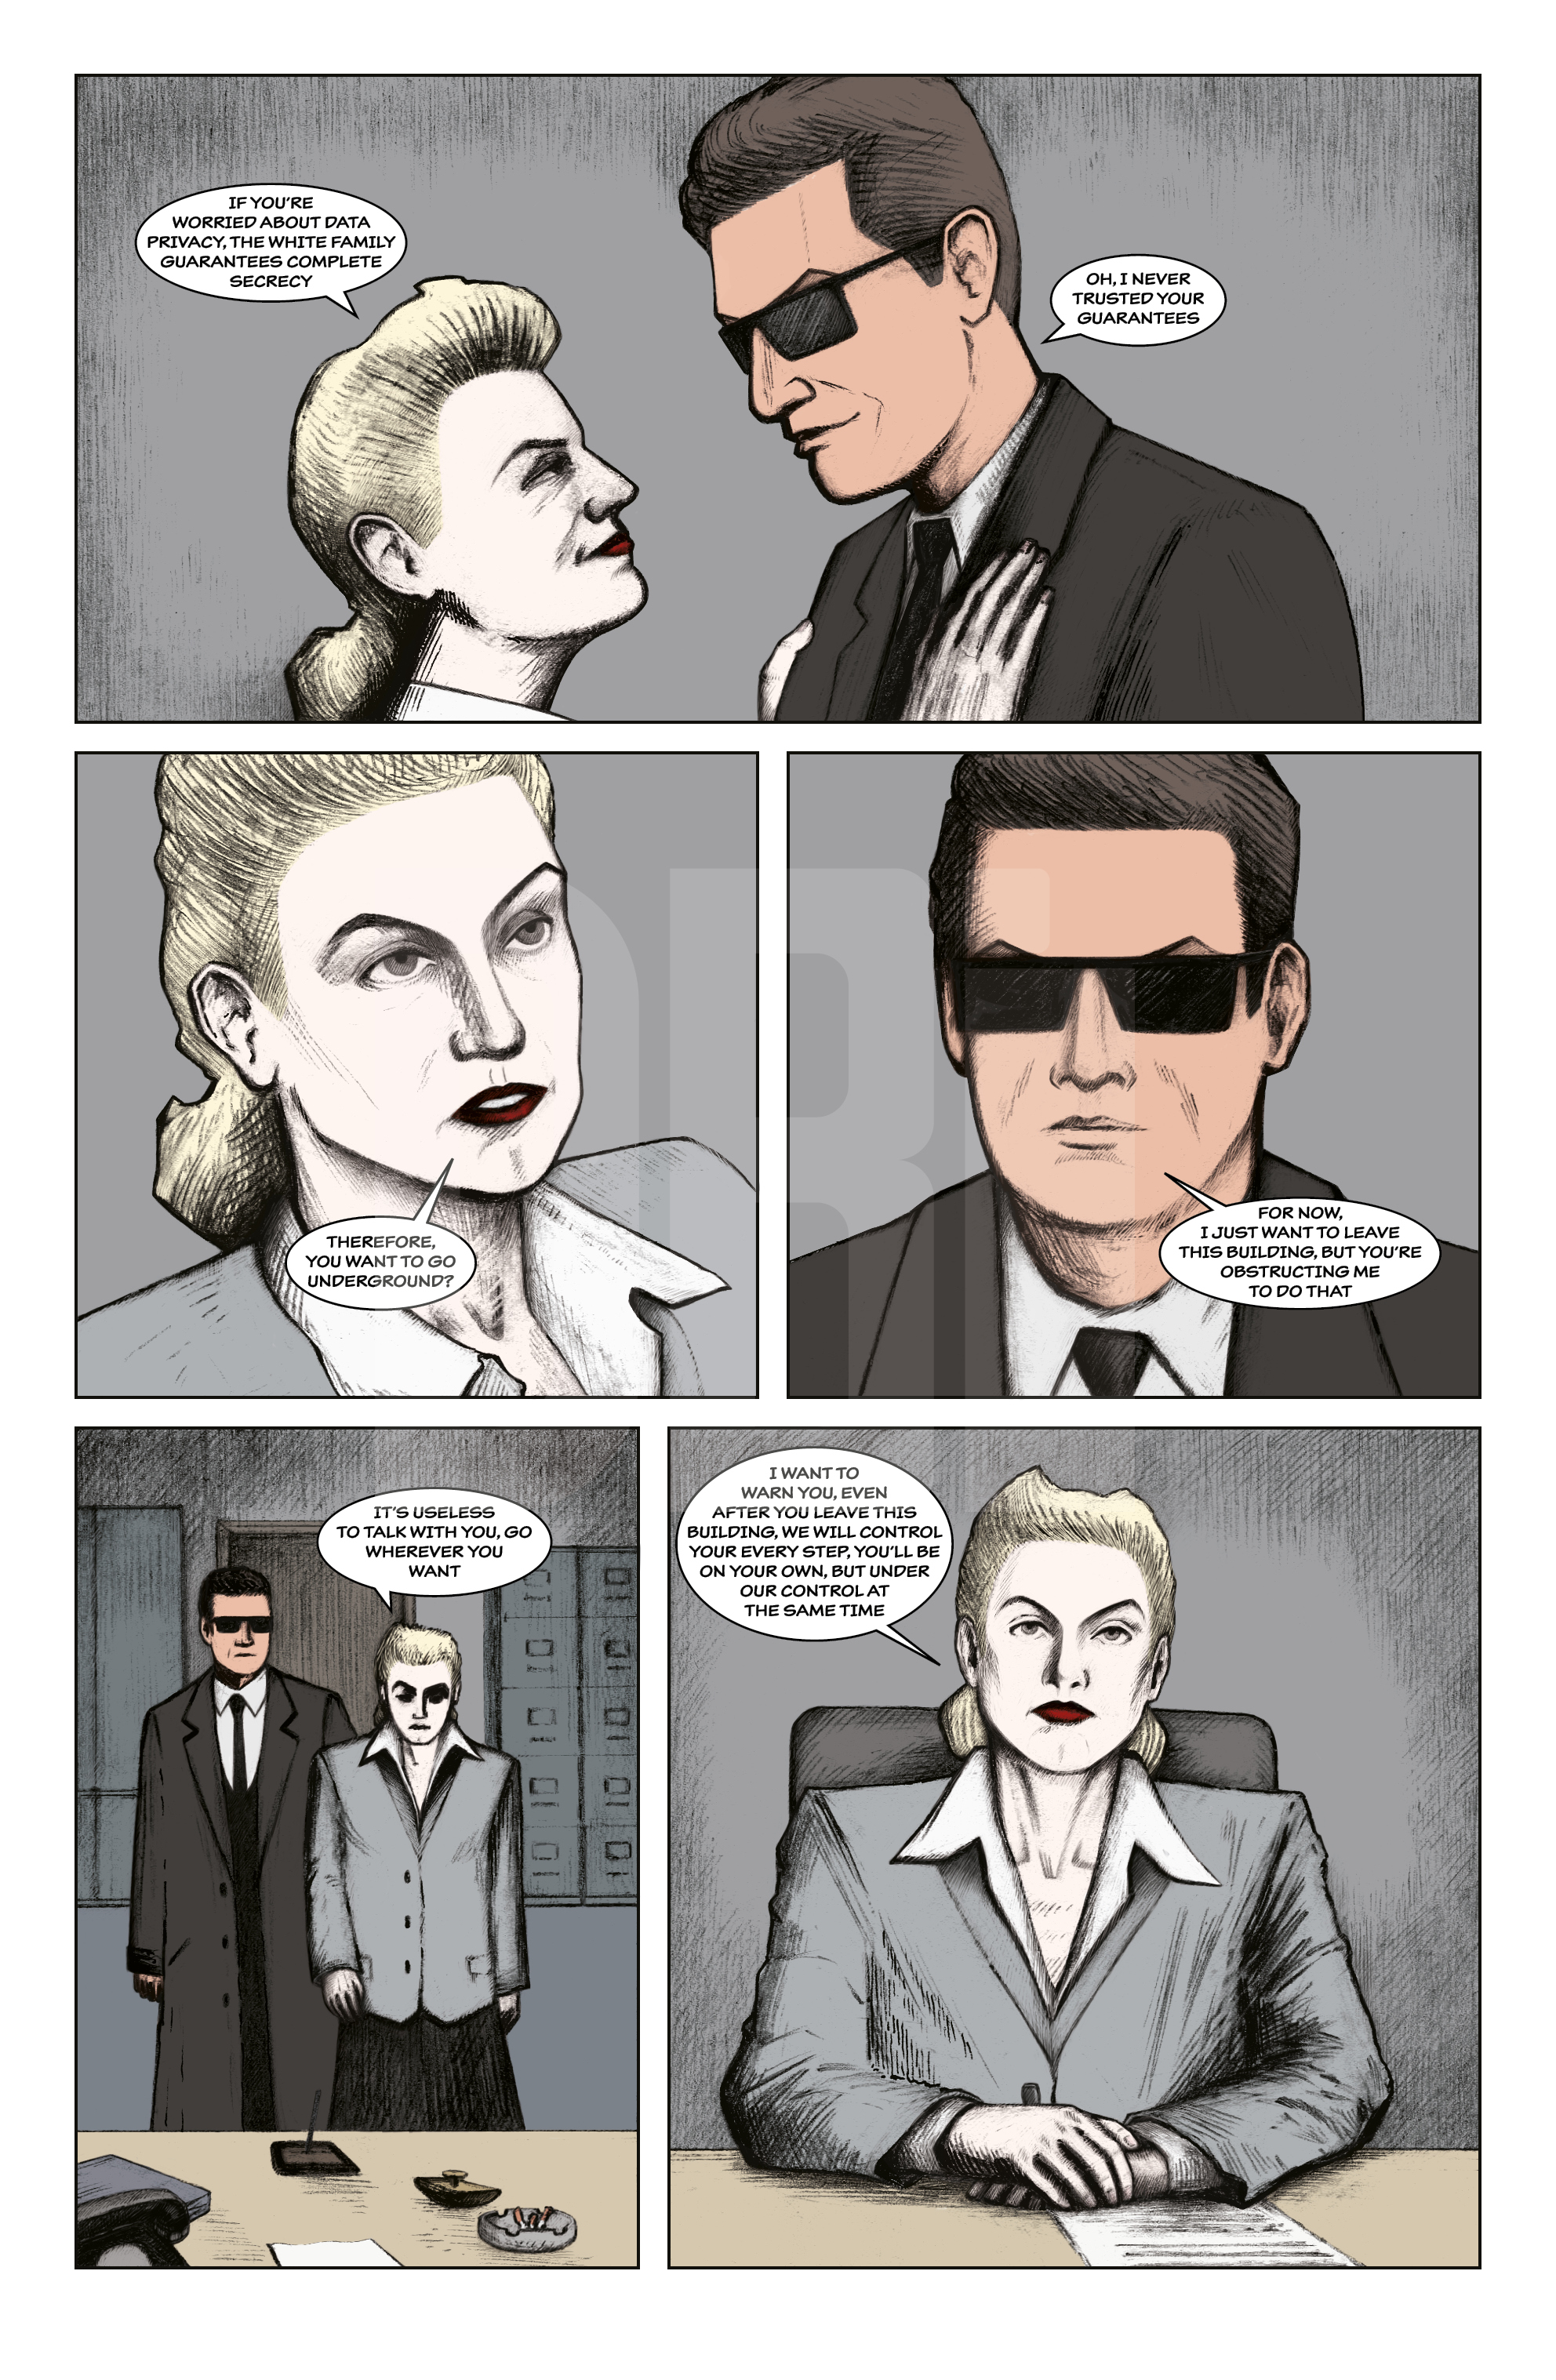 IF YOU'RE
WORRIED ABOUT DATA
PRIVACY, THE WHITE FAMILY
GUARANTEES COMPLETE
SECRECY
OH, I NEVER
TRUSTED YOUR
GUARANTEES
THEREFORE,
YOU WANT TO GO
UNDERGROUND?
FOR NOW,
I JUST WANT TO LEAVE
THIS BUILDING, BUT YOU'RE
OBSTRUCTING ME
TO DO THAT
IT'S USELESS
TO TALK WITH YOU, GO
WHEREVER YOU
WANT
I WANT TO
WARN YOU, EVEN
AFTER YOU LEAVE THIS
BUILDING, WE WILL CONTROL
YOUR EVERY STEP, YOU'LL BE
ON YOUR OWN, BUT UNDER
OUR CONTROL AT
THE SAME TIME